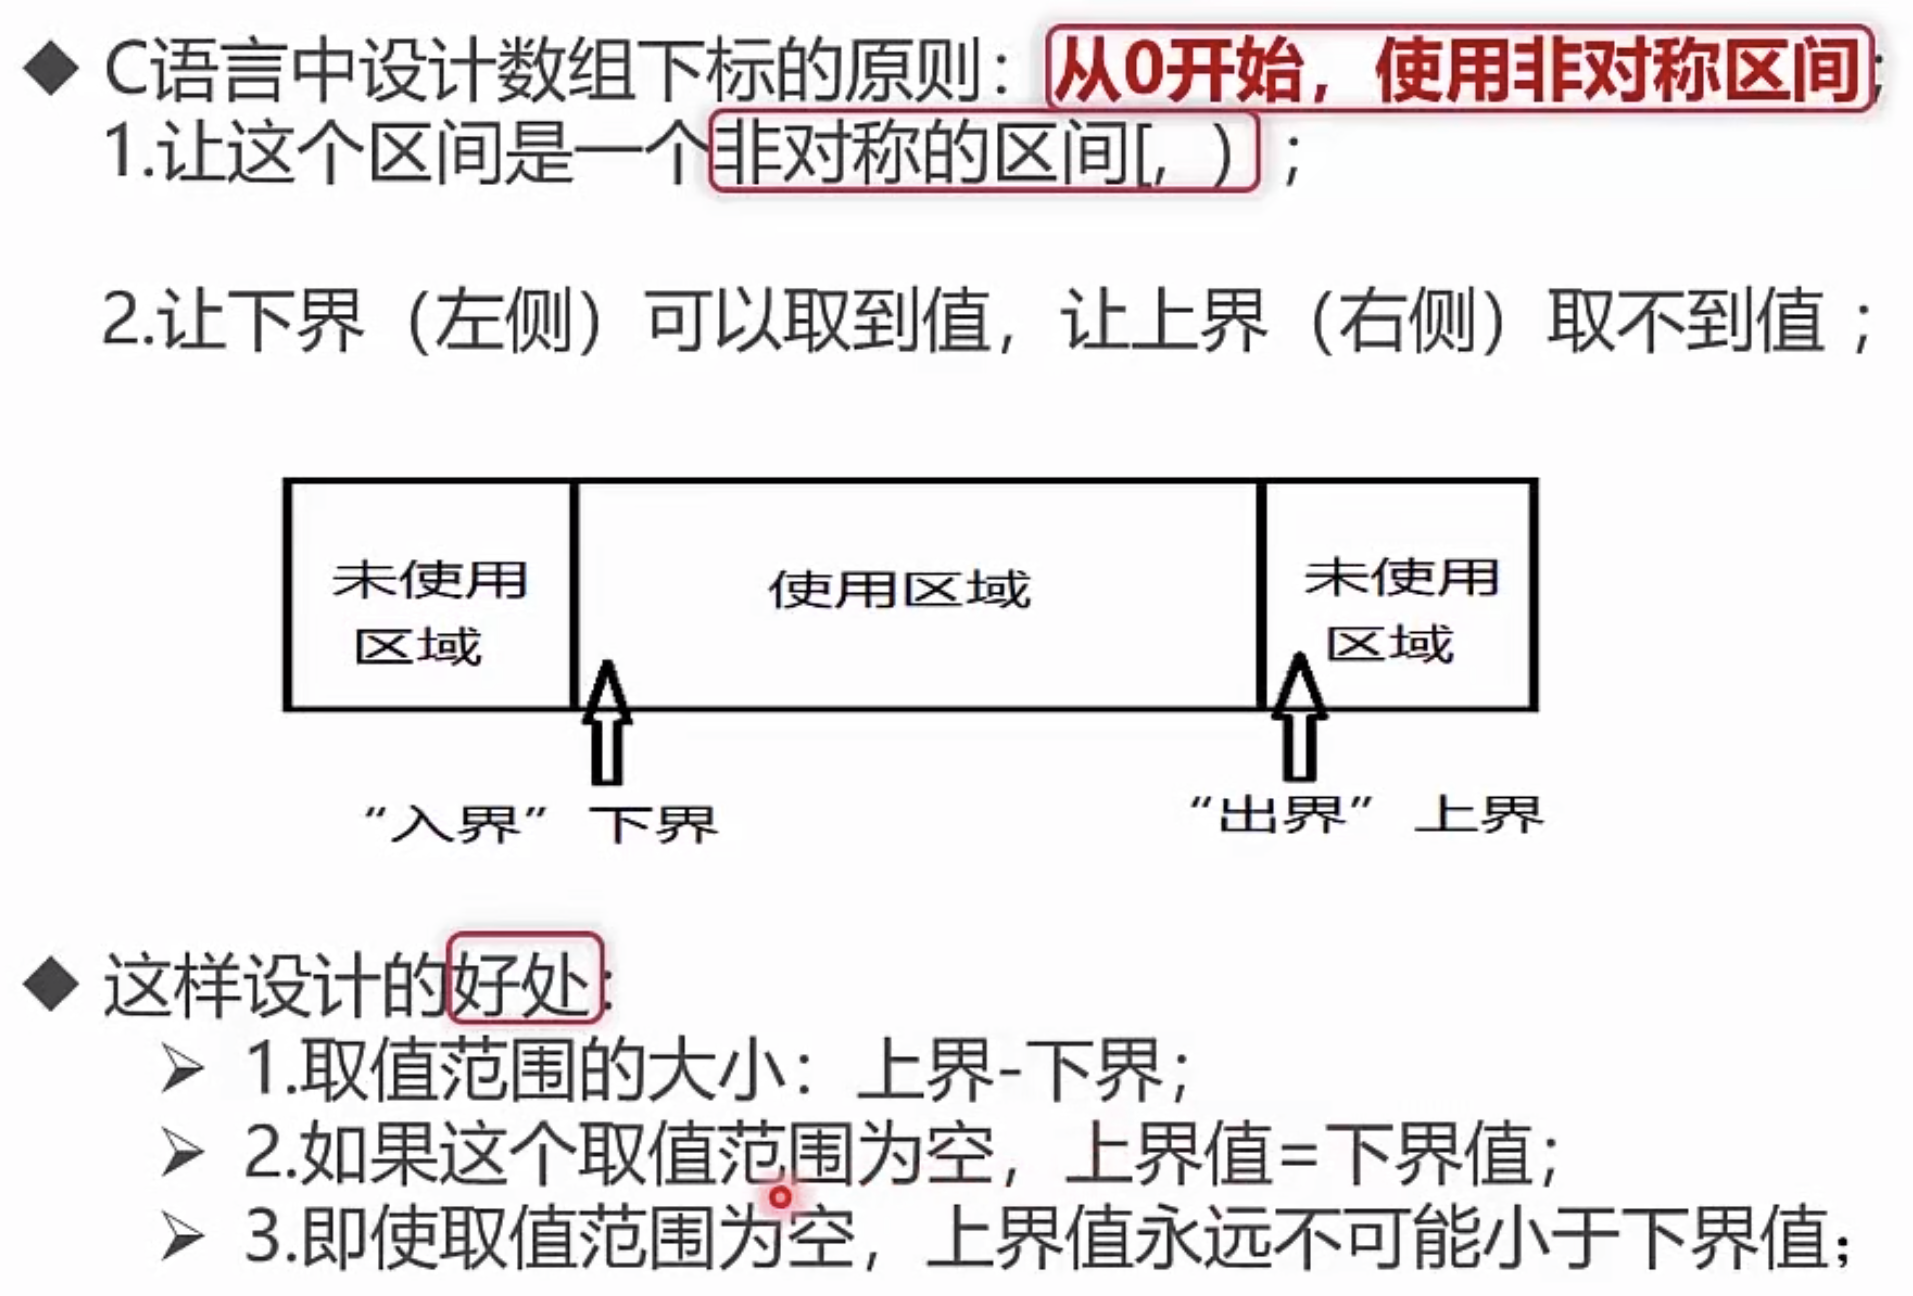 C语言中设计数组下标的原则：从0开始，使用非对称区间；
1.让这个区间是一个非对称的区间[，）；
2.让下界（左侧）可以取到值，让上界（右侧）取不到值；
未使用
区域
使用区域
未使用
区域
“入界” 下界
“出界” 上界
这样设计的好处：
1.取值范围的大小：上界-下界；
2.如果这个取值范围为空，上界值=下界值；
3.即使取值范围为空，上界值永远不可能小于下界值；